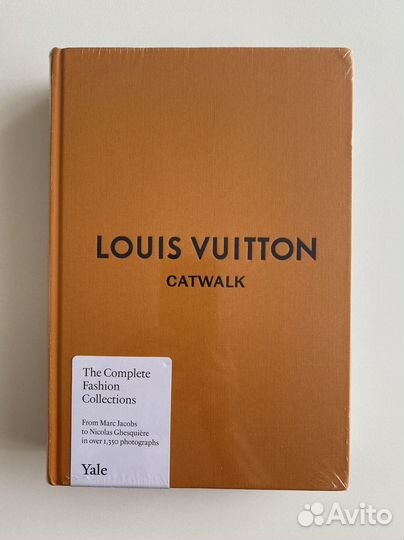 LOUIS VUITTON
CATWALK
The Complete
Fashion
Collections
From Marc Jacobs
to Nicolas Ghesquière
in over 1,350 photographs
Yale
Avito